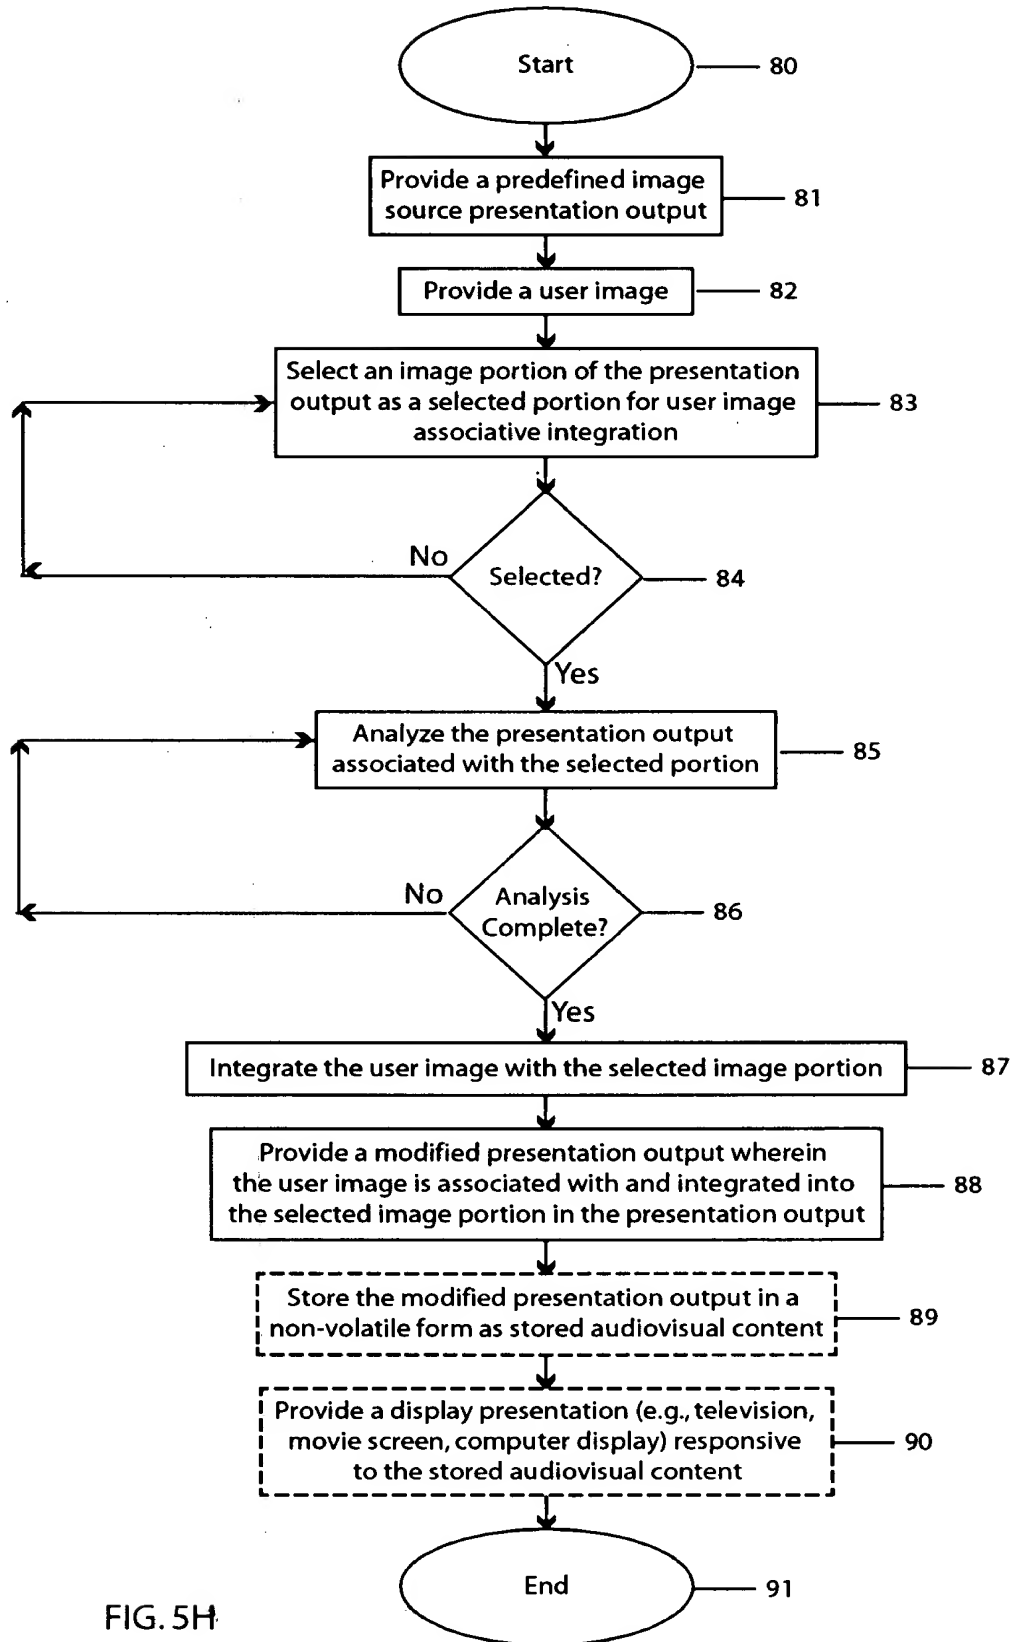 Start
80
Provide a predefined image
source presentation output
81
Provide a user image
82
Select an image portion of the presentation
output as a selected portion for user image
associative integration
83
No
Selected?
84
Yes
Analyze the presentation output
associated with the selected portion
85
No
Analysis
Complete?
86
Yes
Integrate the user image with the selected image portion
87
Provide a modified presentation output wherein
the user image is associated with and integrated into
the selected image portion in the presentation output
88
Store the modified presentation output in a
non-volatile form as stored audiovisual content
89
Provide a display presentation (e.g., television,
movie screen, computer display) responsive
to the stored audiovisual content
90
End
91
FIG. 5H